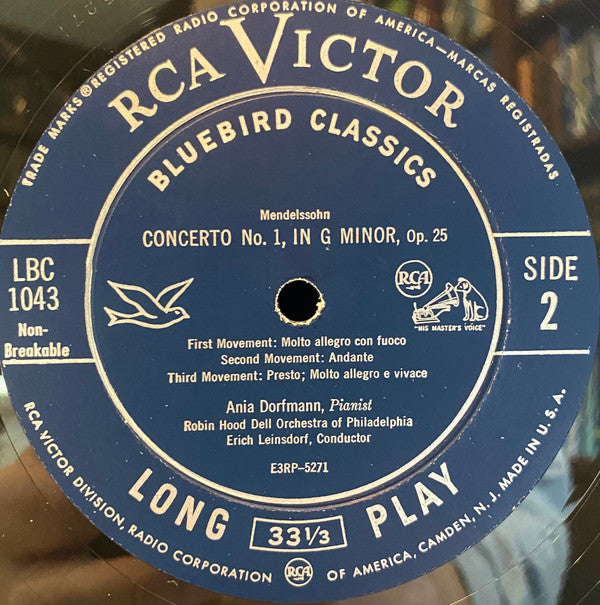 TRADE MARKS ® REGISTERED RADIO CORPORATION OF AMERICA—MARCAS REGISTRADAS
RCA VICTOR
BLUEBIRD CLASSICS
Mendelssohn
CONCERTO No. 1, IN G MINOR, Op. 25
LBC
1043
Non-
Breakable
RCA
"HIS MASTER'S VOICE"
SIDE
2
First Movement: Molto allegro con fuoco
Second Movement: Andante
Third Movement: Presto; Molto allegro e vivace
Ania Dorfmann, Pianist
Robin Hood Dell Orchestra of Philadelphia
Erich Leinsdorf, Conductor
E3RP-5271
LONG 33⅓ PLAY
RCA VICTOR DIVISION, RADIO CORPORATION RCA OF AMERICA, CAMDEN, N. J. MADE IN U.S.A.